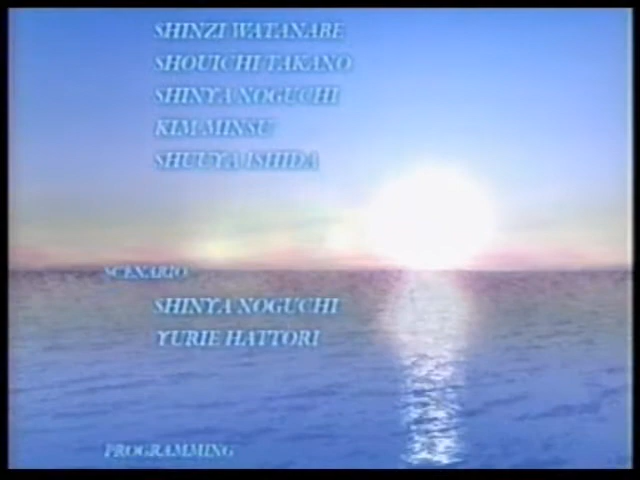 SHINZI WATANABE
SHOUICHI TAKANO
SHINYA NOGUCHI
KIM MINSU
SHUUYA ISHIDA
SCENARIO
SHINYA NOGUCHI
YURIE HATTORI
PROGRAMMING